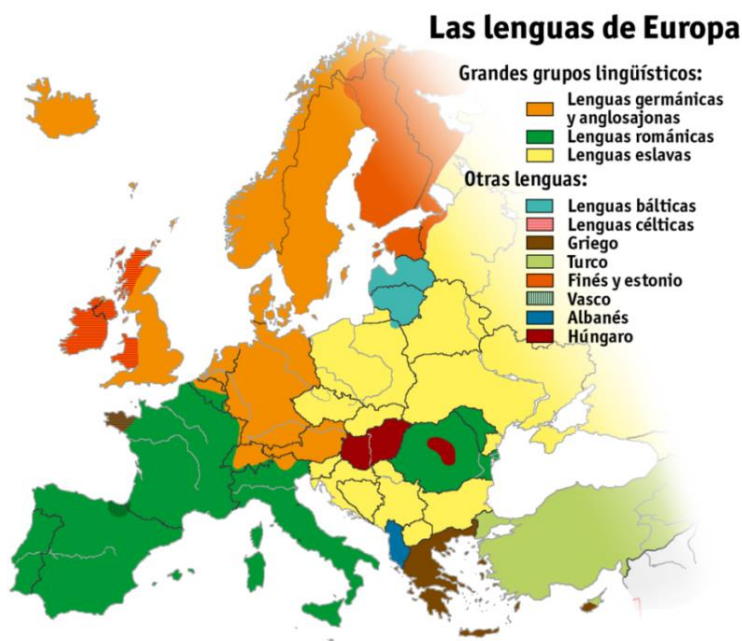 Las lenguas de Europa
Grandes grupos lingüísticos:
Lenguas germánicas
y anglosajonas
Lenguas románicas
Lenguas eslavas
Otras lenguas:
Lenguas bálticas
Lenguas célticas
Griego
Turco
Finés y estonio
Vasco
Albanés
Húngaro